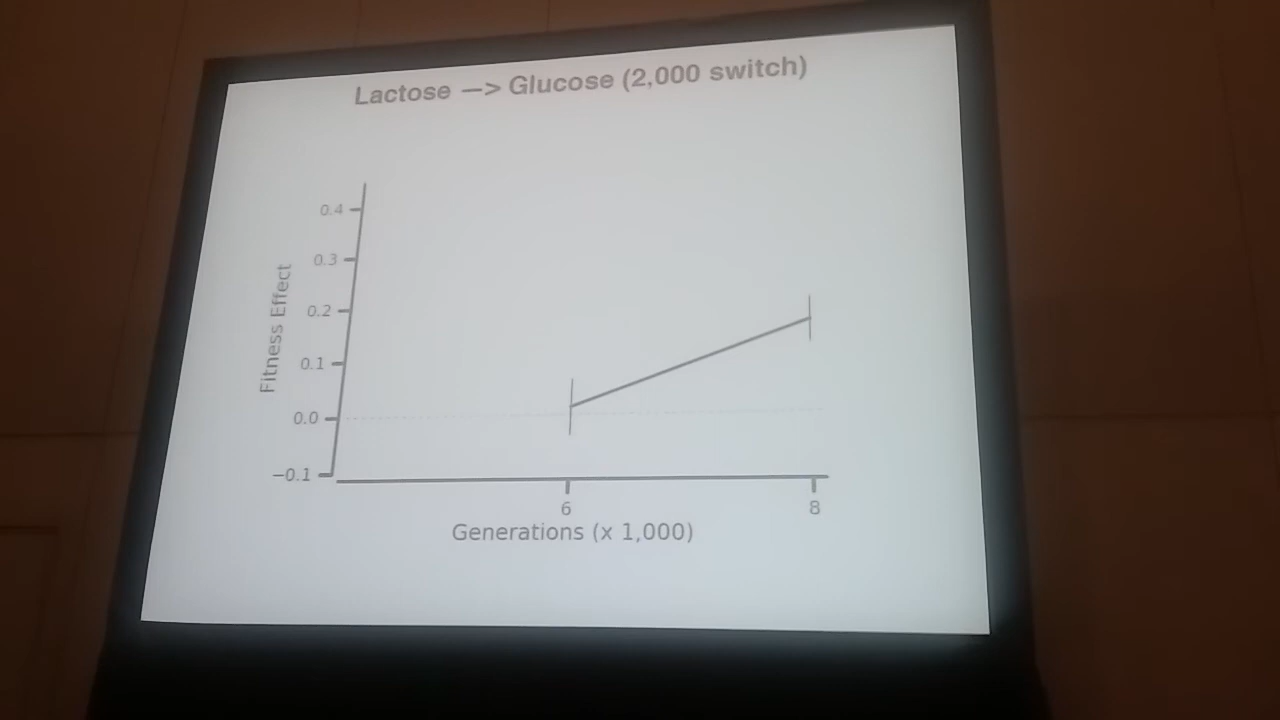 Lactose —> Glucose (2,000 switch)
0.4
0.3
0.2
0.1
0.0
−0.1
Fitness Effect
6
8
Generations (x 1,000)